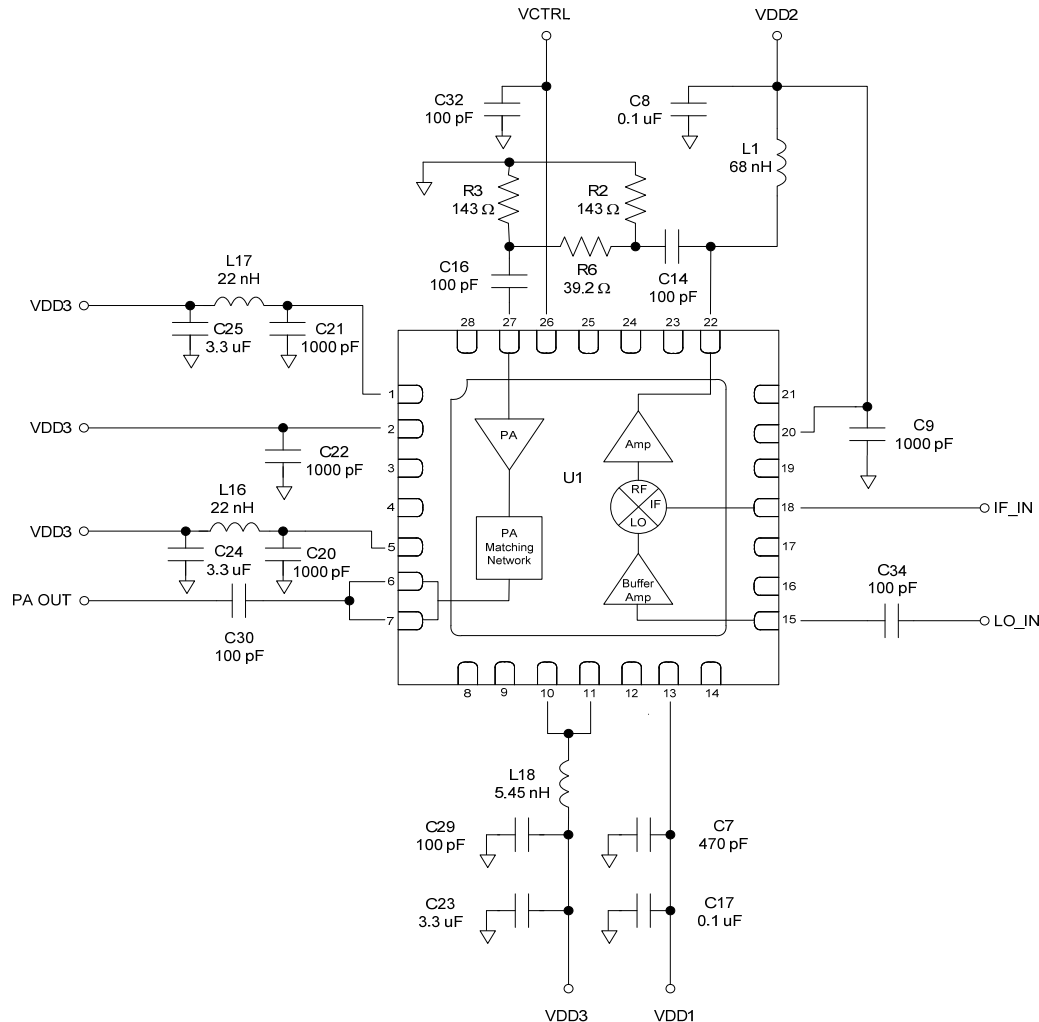 VCTRL
VDD2
C32
100 pF
C8
0.1 uF
L1
68 nH
R3
143 Ω
R2
143 Ω
C16
100 pF
R6
39.2 Ω
C14
100 pF
L17
22 nH
VDD3
C25
3.3 uF
C21
1000 pF
28
27
26
25
24
23
22
1
21
VDD3
2
20
C9
1000 pF
C22
1000 pF
3
19
PA
Amp
U1
L16
22 nH
4
RF
IF
LO
18
IF_IN
VDD3
5
17
C24
3.3 uF
C20
1000 pF
PA
Matching
Network
6
16
Buffer
Amp
C34
100 pF
PA OUT
7
15
LO_IN
C30
100 pF
8
9
10
11
12
13
14
L18
5.45 nH
C29
100 pF
C7
470 pF
C23
3.3 uF
C17
0.1 uF
VDD3
VDD1